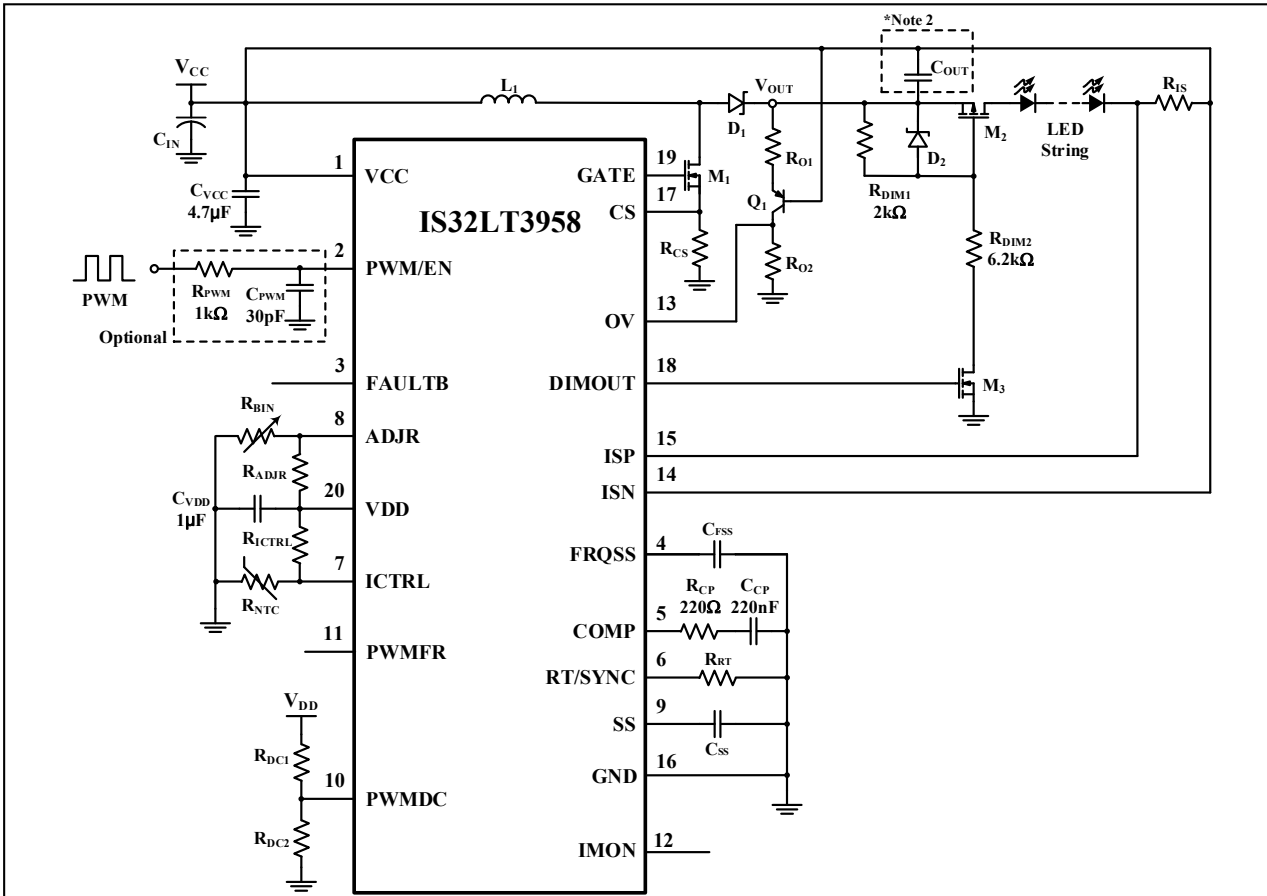 *Note 2
VCC
CIN
L1
VOUT
D1
COUT
RIS
M2
LED
String
D2
RDIM1
2kΩ
RDIM2
6.2kΩ
RO1
Q1
RO2
M1
RCS
M3
IS32LT3958
1
VCC
CVCC
4.7µF
2
PWM/EN
PWM
RPWM
1kΩ
CPWM
30pF
Optional
3
FAULTB
RBIN
8
ADJR
RADJR
20
VDD
CVDD
1µF
RICTRL
7
ICTRL
RNTC
11
PWMFR
VDD
RDC1
10
PWMDC
RDC2
19
GATE
17
CS
13
OV
18
DIMOUT
15
ISP
14
ISN
4
FRQSS
CFSS
5
COMP
RCP
220Ω
CCP
220nF
6
RT/SYNC
RRT
9
SS
CSS
16
GND
12
IMON